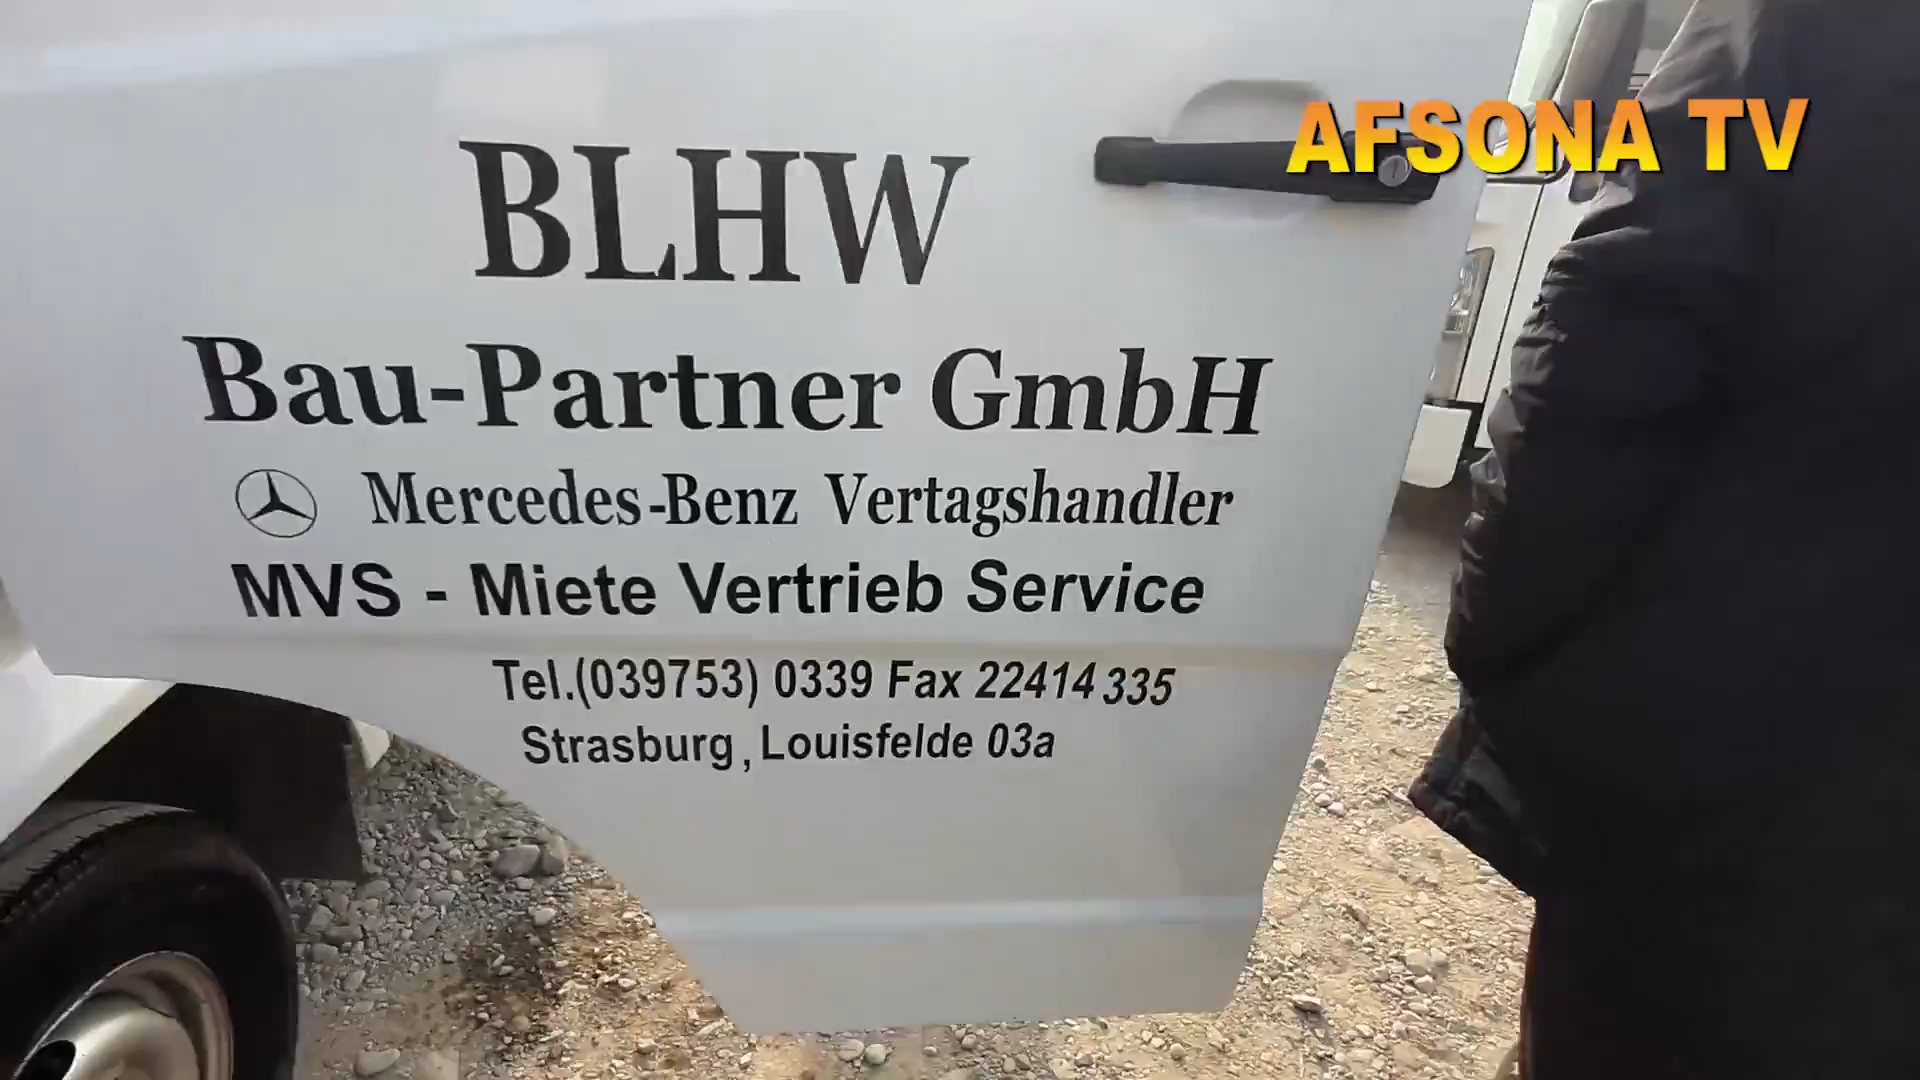 AFSONA TV
BLHW
Bau-Partner GmbH
Mercedes-Benz Vertagshandler
MVS - Miete Vertrieb Service
Tel.(039753) 0339 Fax 22414 335
Strasburg, Louisfelde 03a